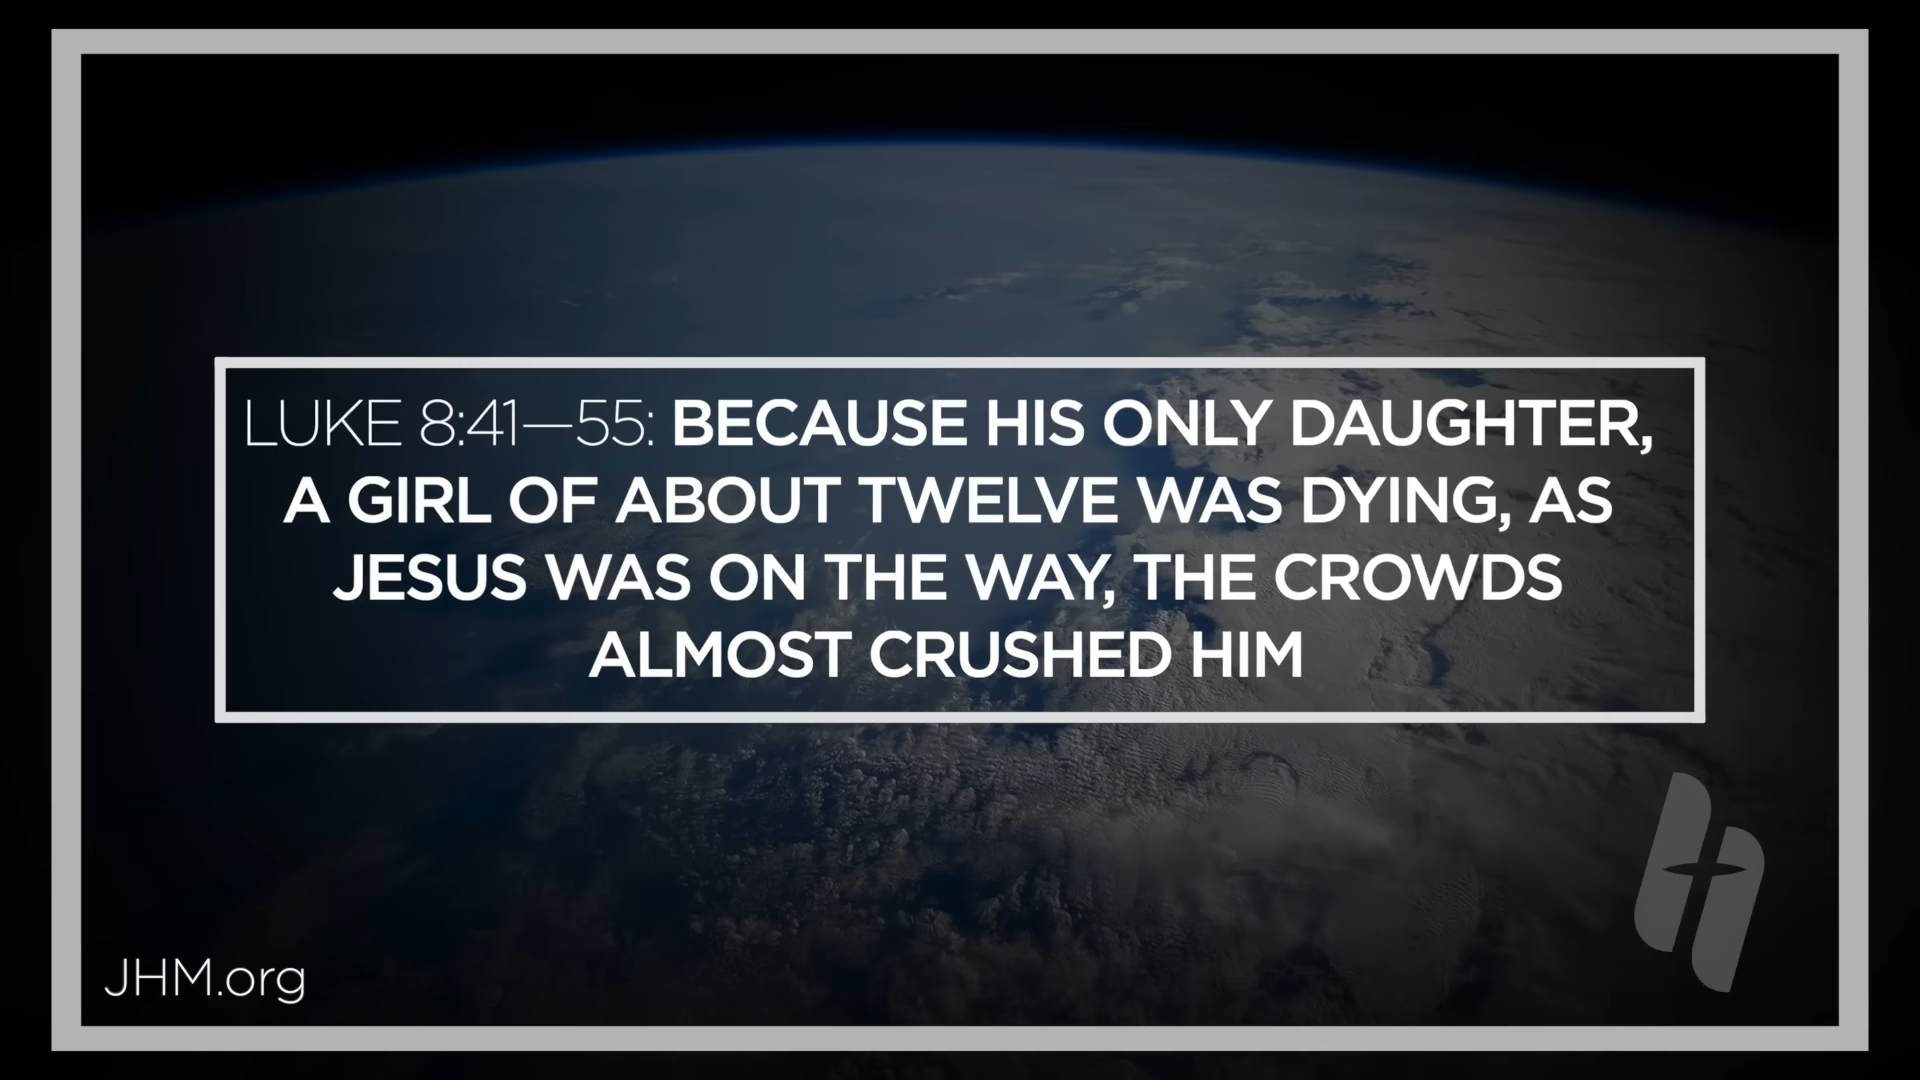 LUKE 8:41—55: BECAUSE HIS ONLY DAUGHTER,
A GIRL OF ABOUT TWELVE WAS DYING, AS
JESUS WAS ON THE WAY, THE CROWDS
ALMOST CRUSHED HIM
JHM.org